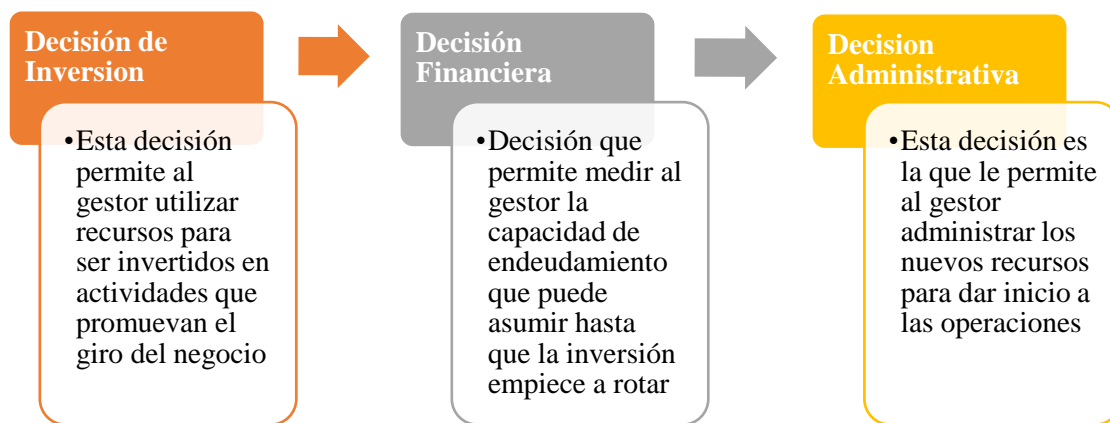 Decisión de
Inversion
•Esta decisión
permite al
gestor utilizar
recursos para
ser invertidos en
actividades que
promuevan el
giro del negocio
Decisión
Financiera
•Decisión que
permite medir al
gestor la
capacidad de
endeudamiento
que puede
asumir hasta
que la inversión
empiece a rotar
Decision
Administrativa
•Esta decisión es
la que le permite
al gestor
administrar los
nuevos recursos
para dar inicio a
las operaciones